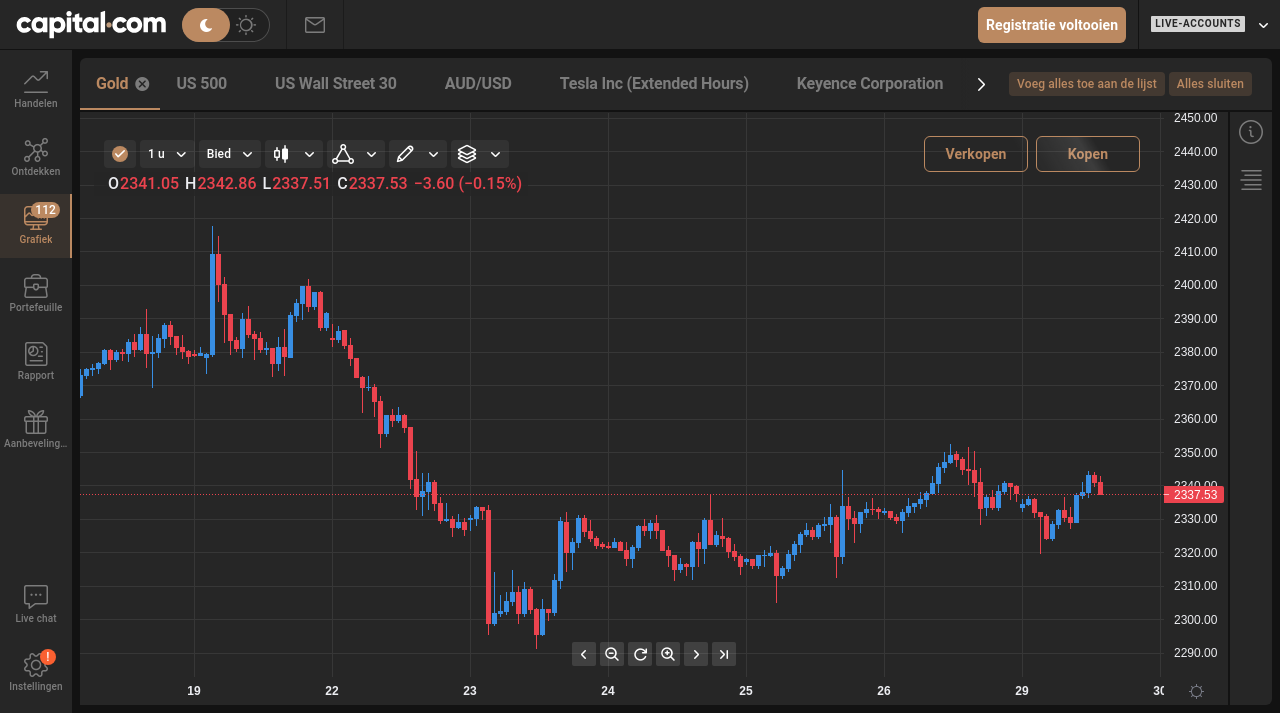 capital.com
Registratie voltooien
LIVE-ACCOUNTS
Handelen
Ontdekken
112
Grafiek
Portefeuille
Rapport
Aanbeveling...
Live chat
!
Instellingen
Gold
US 500
US Wall Street 30
AUD/USD
Tesla Inc (Extended Hours)
Keyence Corporation
Voeg alles toe aan de lijst
Alles sluiten
1 u
Bied
Verkopen
Kopen
O2341.05 H2342.86 L2337.51 C2337.53 −3.60 (−0.15%)
2450.00
2440.00
2430.00
2420.00
2410.00
2400.00
2390.00
2380.00
2370.00
2360.00
2350.00
2340.00
2337.53
2330.00
2320.00
2310.00
2300.00
2290.00
19
22
23
24
25
26
29
30